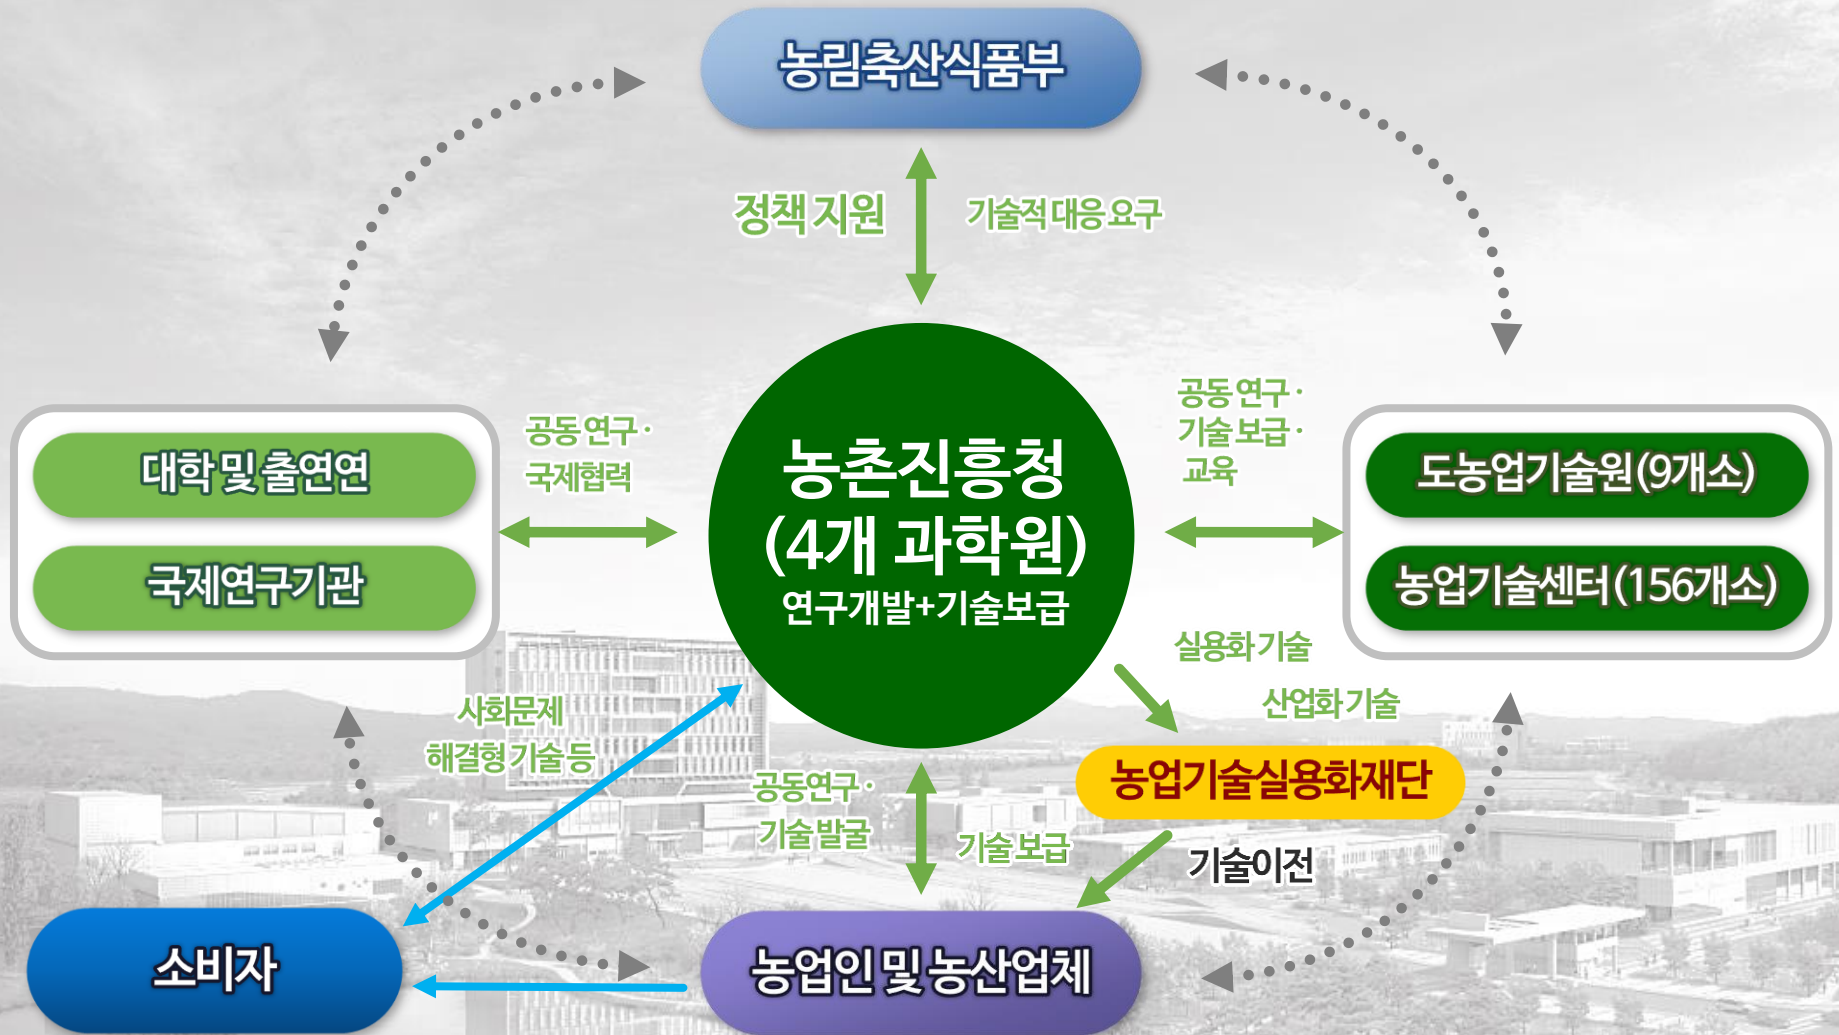 농림축산식품부
정책 지원
기술적 대응 요구
공동 연구 ·
국제협력
공동 연구 ·
기술 보급 ·
교육
대학 및 출연연
국제연구기관
농촌진흥청
(4개 과학원)
연구개발+기술보급
도농업기술원(9개소)
농업기술센터(156개소)
실용화 기술
산업화 기술
사회문제
해결형 기술 등
공동연구 ·
기술 발굴
기술 보급
농업기술실용화재단
기술이전
소비자
농업인 및 농산업체